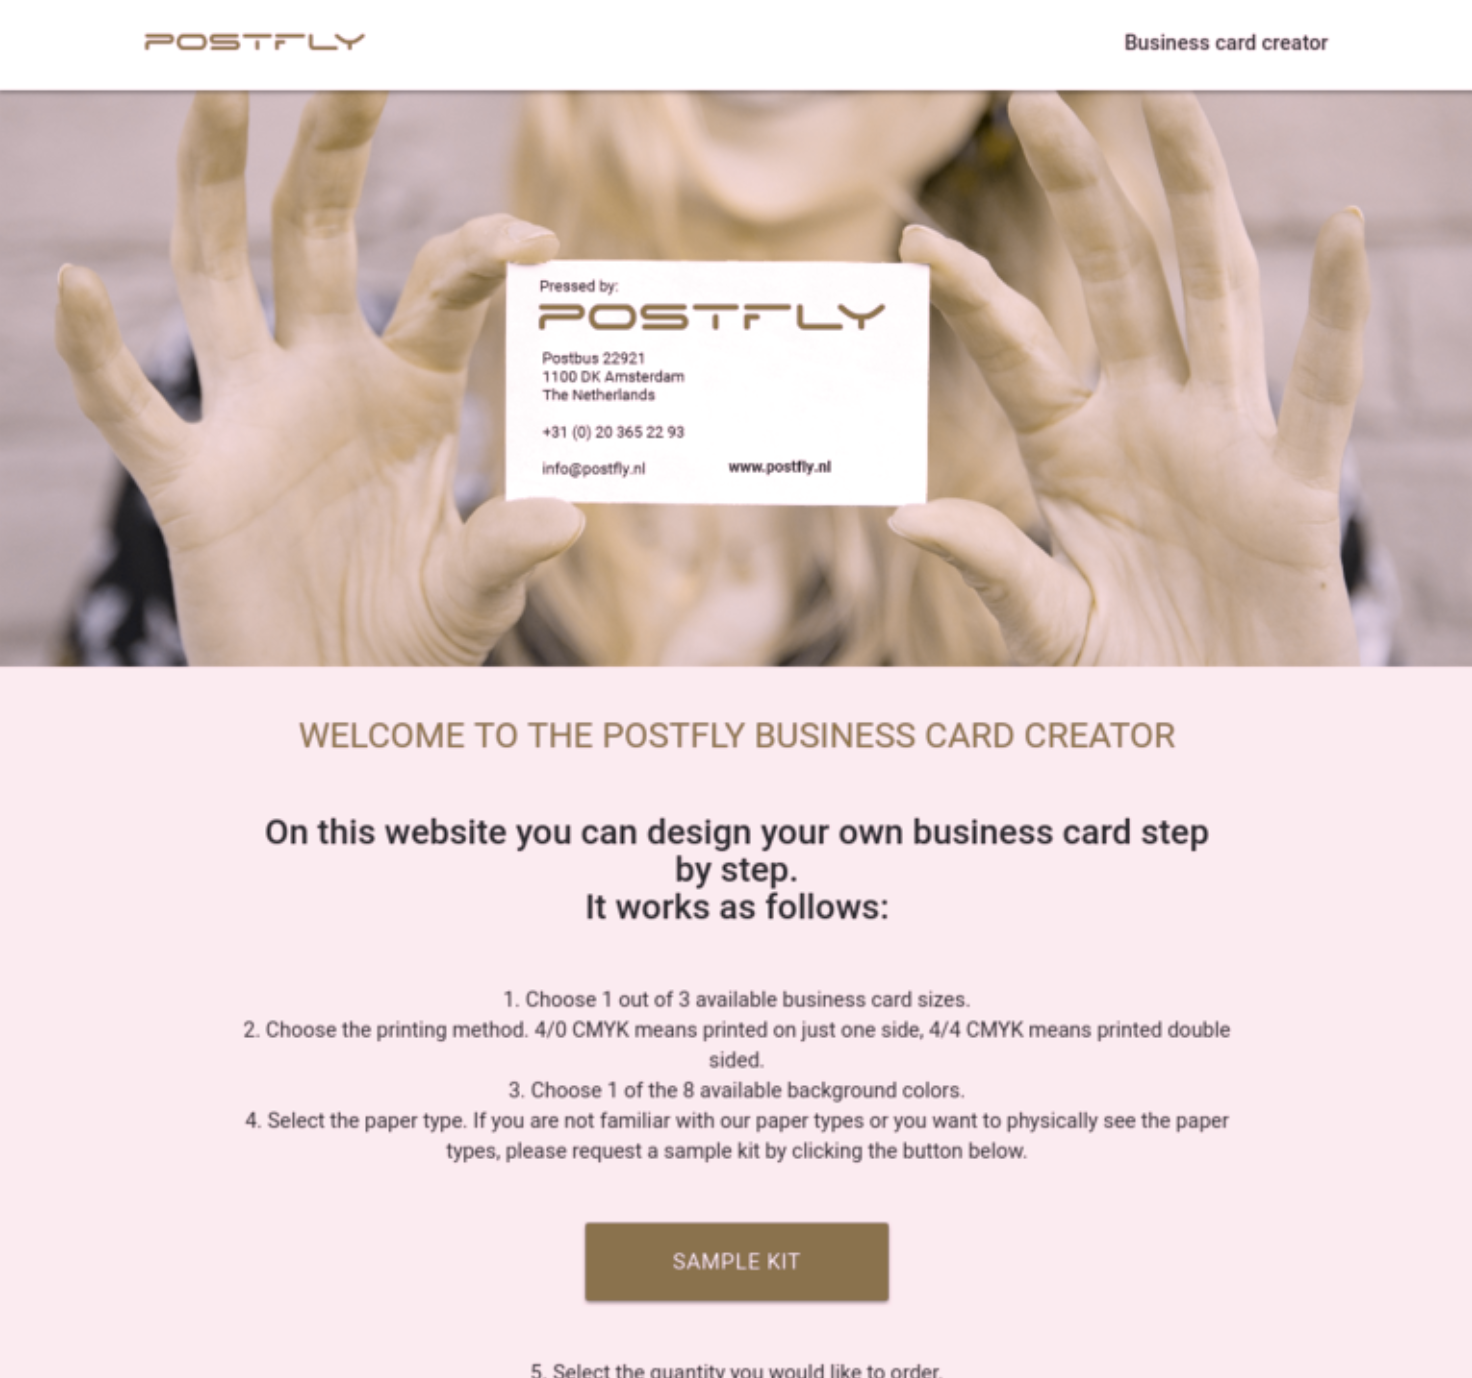 POSTFLY
Business card creator
Pressed by:
POSTFLY
Postbus 22921
1100 DK Amsterdam
The Netherlands
+31 (0) 20 365 22 93
info@postfly.nl
www.postfly.nl
WELCOME TO THE POSTFLY BUSINESS CARD CREATOR
On this website you can design your own business card step
by step.
It works as follows:
1. Choose 1 out of 3 available business card sizes.
2. Choose the printing method. 4/0 CMYK means printed on just one side, 4/4 CMYK means printed double
sided.
3. Choose 1 of the 8 available background colors.
4. Select the paper type. If you are not familiar with our paper types or you want to physically see the paper
types, please request a sample kit by clicking the button below.
SAMPLE KIT
5. Select the quantity you would like to order.